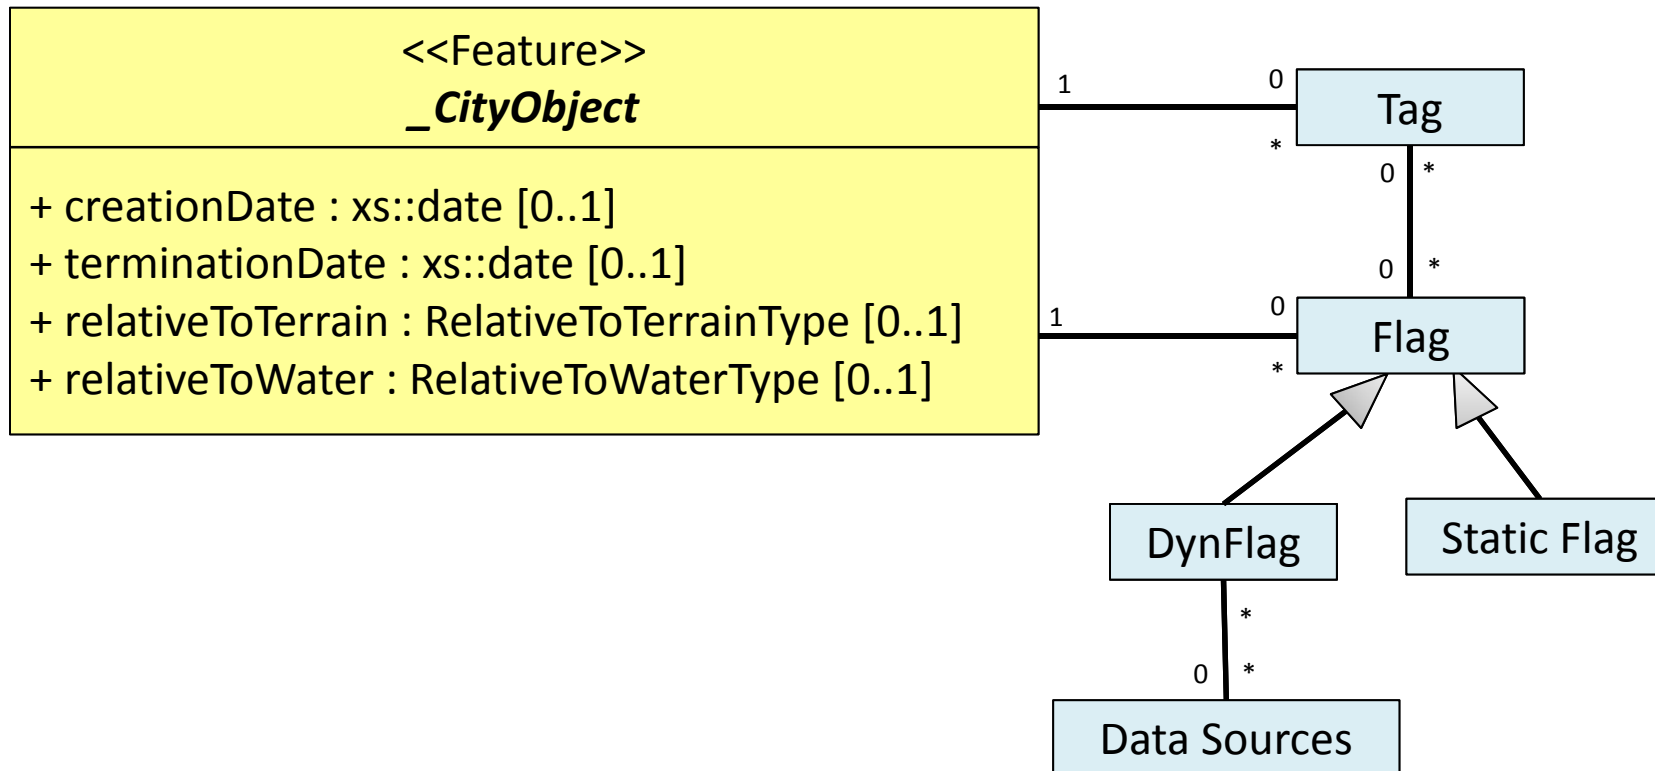 <<Feature>>
_CityObject
+ creationDate : xs::date [0..1]
+ terminationDate : xs::date [0..1]
+ relativeToTerrain : RelativeToTerrainType [0..1]
+ relativeToWater : RelativeToWaterType [0..1]
1
0
*
Tag
0 *
0 *
1
0
*
Flag
DynFlag
Static Flag
*
0 *
Data Sources